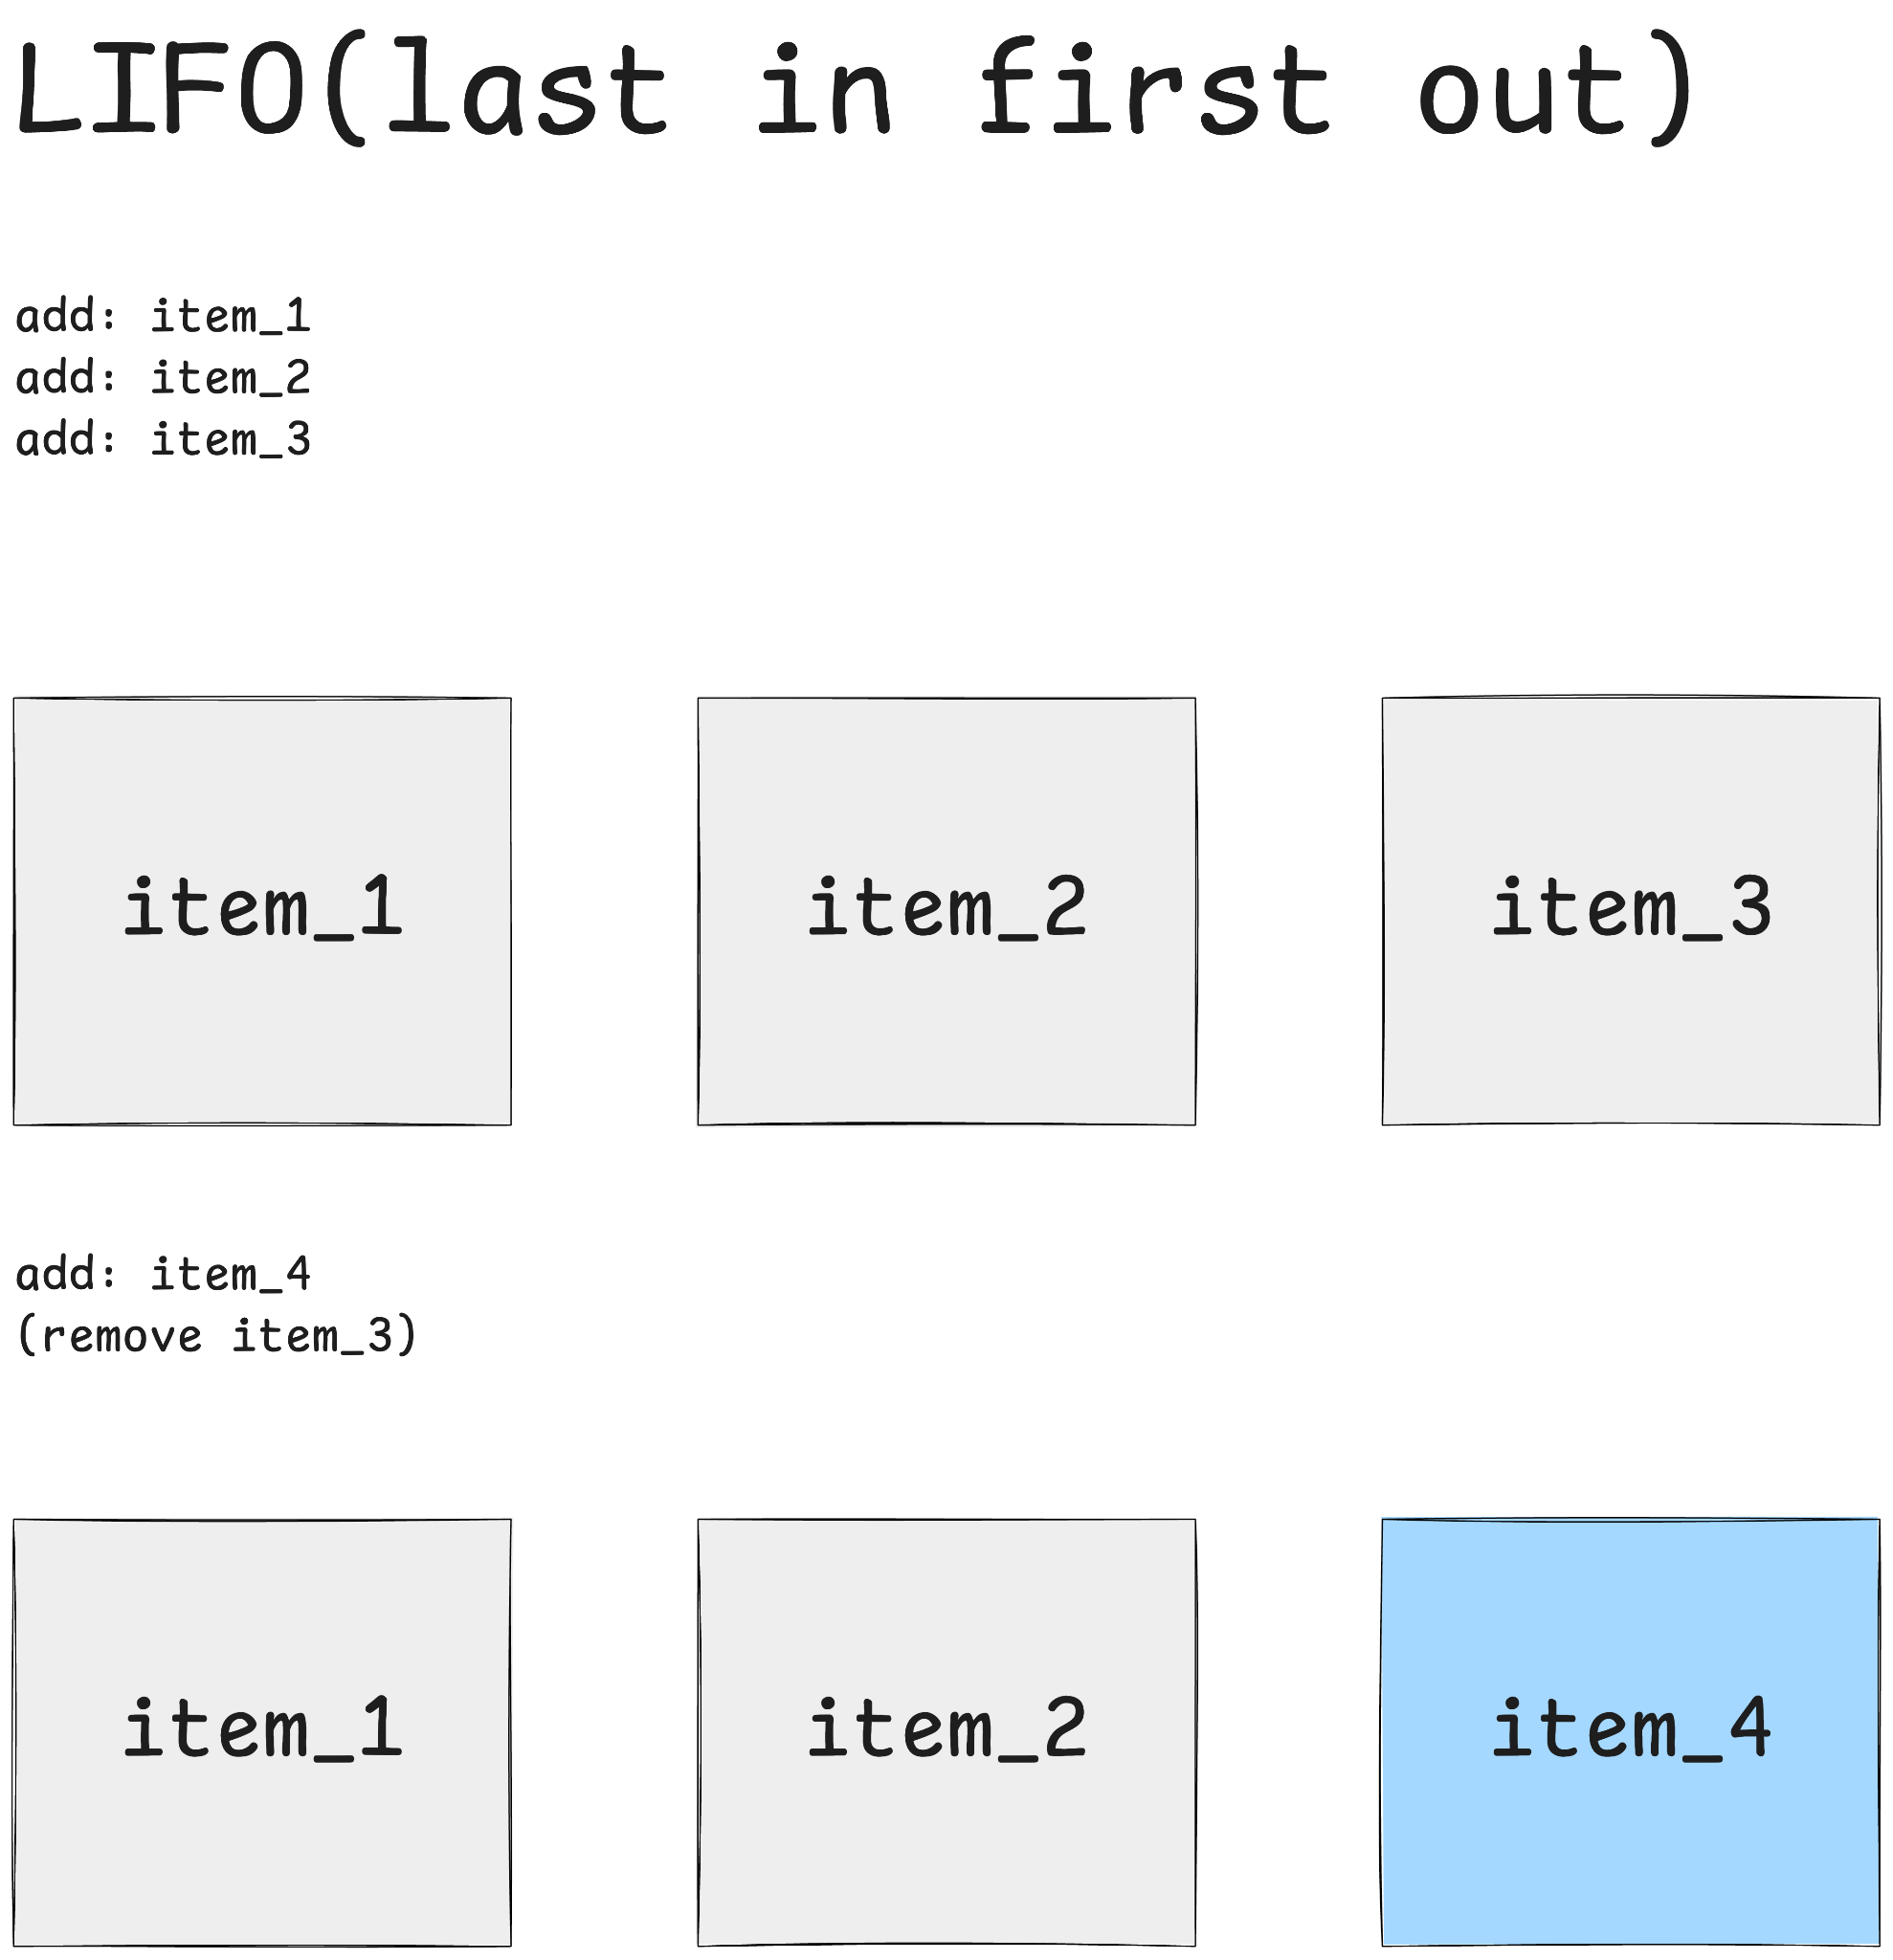 LIFO(last in first out)
add: item_1
add: item_2
add: item_3
item_1
item_2
item_3
add: item_4
(remove item_3)
item_1
item_2
item_4